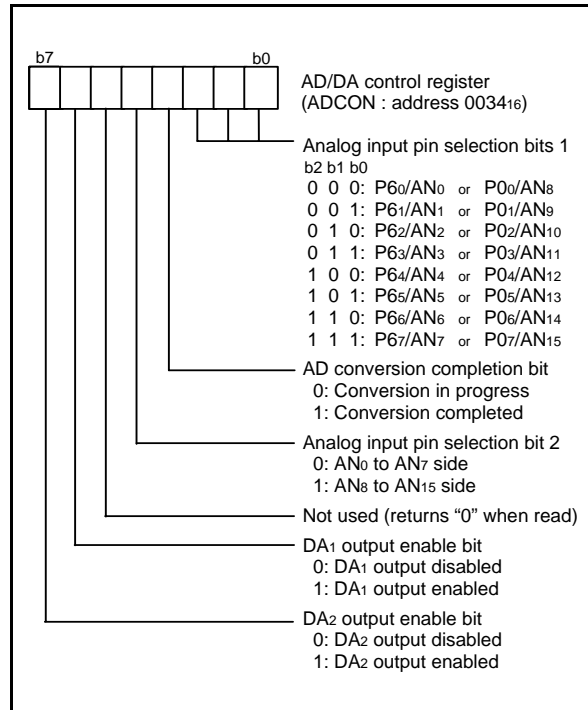 b7 b0
AD/DA control register
(ADCON : address 0034₁₆)
Analog input pin selection bits 1
b2 b1 b0
0 0 0: P6₀/AN₀ or P0₀/AN₈
0 0 1: P6₁/AN₁ or P0₁/AN₉
0 1 0: P6₂/AN₂ or P0₂/AN₁₀
0 1 1: P6₃/AN₃ or P0₃/AN₁₁
1 0 0: P6₄/AN₄ or P0₄/AN₁₂
1 0 1: P6₅/AN₅ or P0₅/AN₁₃
1 1 0: P6₆/AN₆ or P0₆/AN₁₄
1 1 1: P6₇/AN₇ or P0₇/AN₁₅
AD conversion completion bit
0: Conversion in progress
1: Conversion completed
Analog input pin selection bit 2
0: AN₀ to AN₇ side
1: AN₈ to AN₁₅ side
Not used (returns “0” when read)
DA₁ output enable bit
0: DA₁ output disabled
1: DA₁ output enabled
DA₂ output enable bit
0: DA₂ output disabled
1: DA₂ output enabled